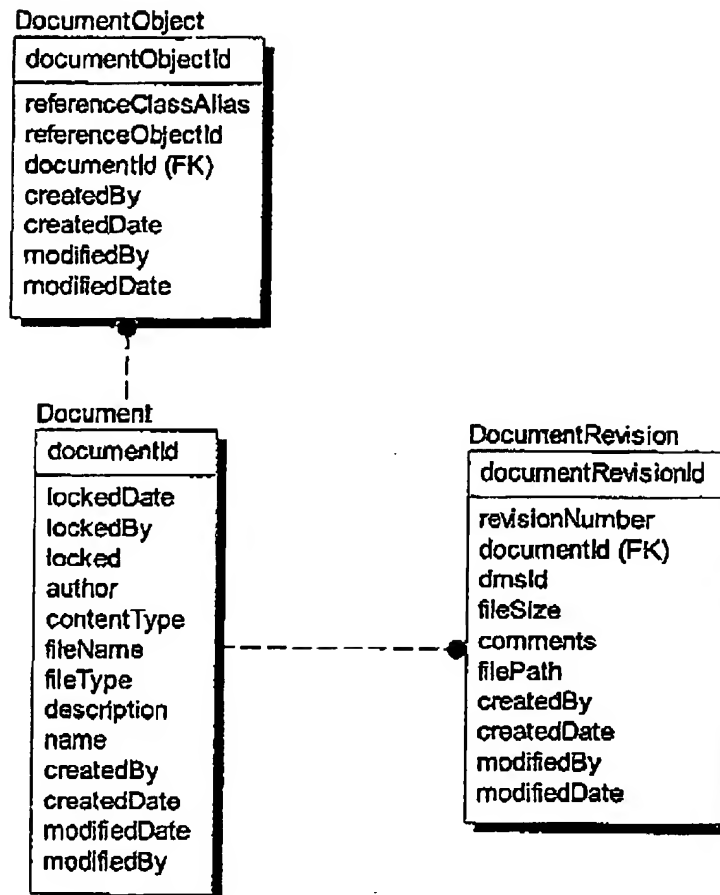 DocumentObject
documentObjectId
referenceClassAlias
referenceObjectId
documentId (FK)
createdBy
createdDate
modifiedBy
modifiedDate
Document
documentId
lockedDate
lockedBy
locked
author
contentType
fileName
fileType
description
name
createdBy
createdDate
modifiedDate
modifiedBy
DocumentRevision
documentRevisionId
revisionNumber
documentId (FK)
dmsId
fileSize
comments
filePath
createdBy
createdDate
modifiedBy
modifiedDate